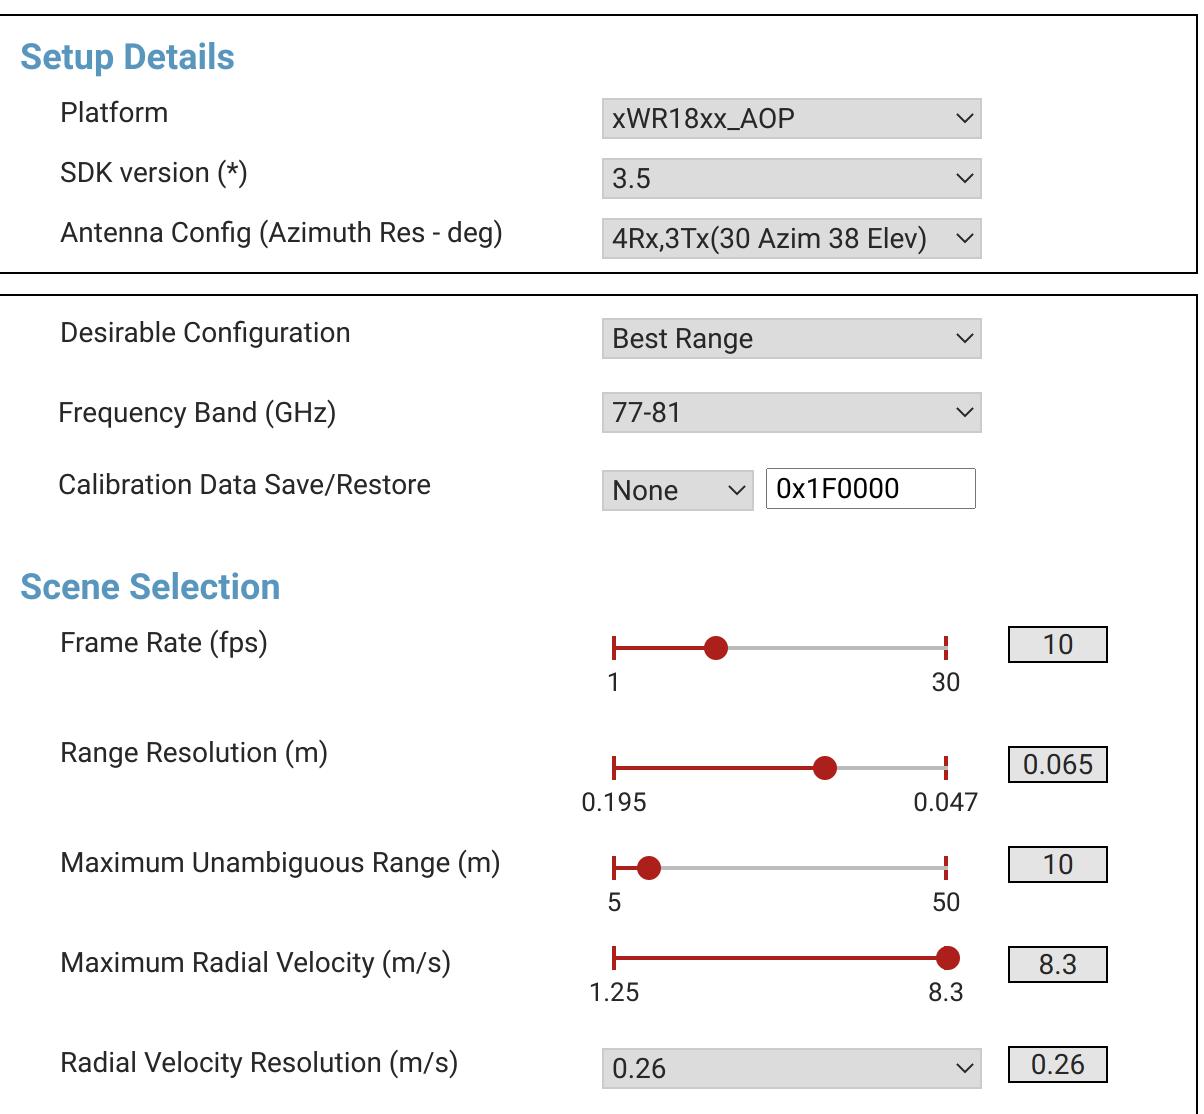 Setup Details
Platform xWR18xx_AOP
SDK version (*) 3.5
Antenna Config (Azimuth Res - deg) 4Rx,3Tx(30 Azim 38 Elev)
Desirable Configuration Best Range
Frequency Band (GHz) 77-81
Calibration Data Save/Restore None 0x1F0000
Scene Selection
Frame Rate (fps) 10
1 30
Range Resolution (m) 0.065
0.195 0.047
Maximum Unambiguous Range (m) 10
5 50
Maximum Radial Velocity (m/s) 8.3
1.25 8.3
Radial Velocity Resolution (m/s) 0.26 0.26